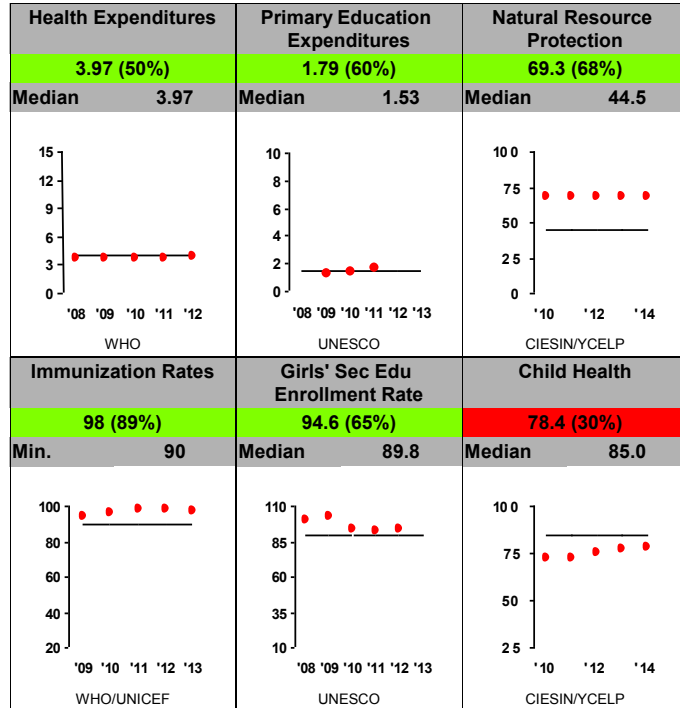 Health Expenditures
3.97 (50%)
Median 3.97
15
12
9
6
3
0
'08 '09 '10 '11 '12
WHO
Primary Education
Expenditures
1.79 (60%)
Median 1.53
10
8
6
4
2
0
'08 '09 '10 '11 '12 '13
UNESCO
Natural Resource
Protection
69.3 (68%)
Median 44.5
100
75
50
25
0
'10 '12 '14
CIESIN/YCELP
Immunization Rates
98 (89%)
Min. 90
100
80
60
40
20
'09 '10 '11 '12 '13
WHO/UNICEF
Girls' Sec Edu
Enrollment Rate
94.6 (65%)
Median 89.8
110
85
60
35
10
'08 '09 '10 '11 '12 '13
UNESCO
Child Health
78.4 (30%)
Median 85.0
100
75
50
25
'10 '12 '14
CIESIN/YCELP